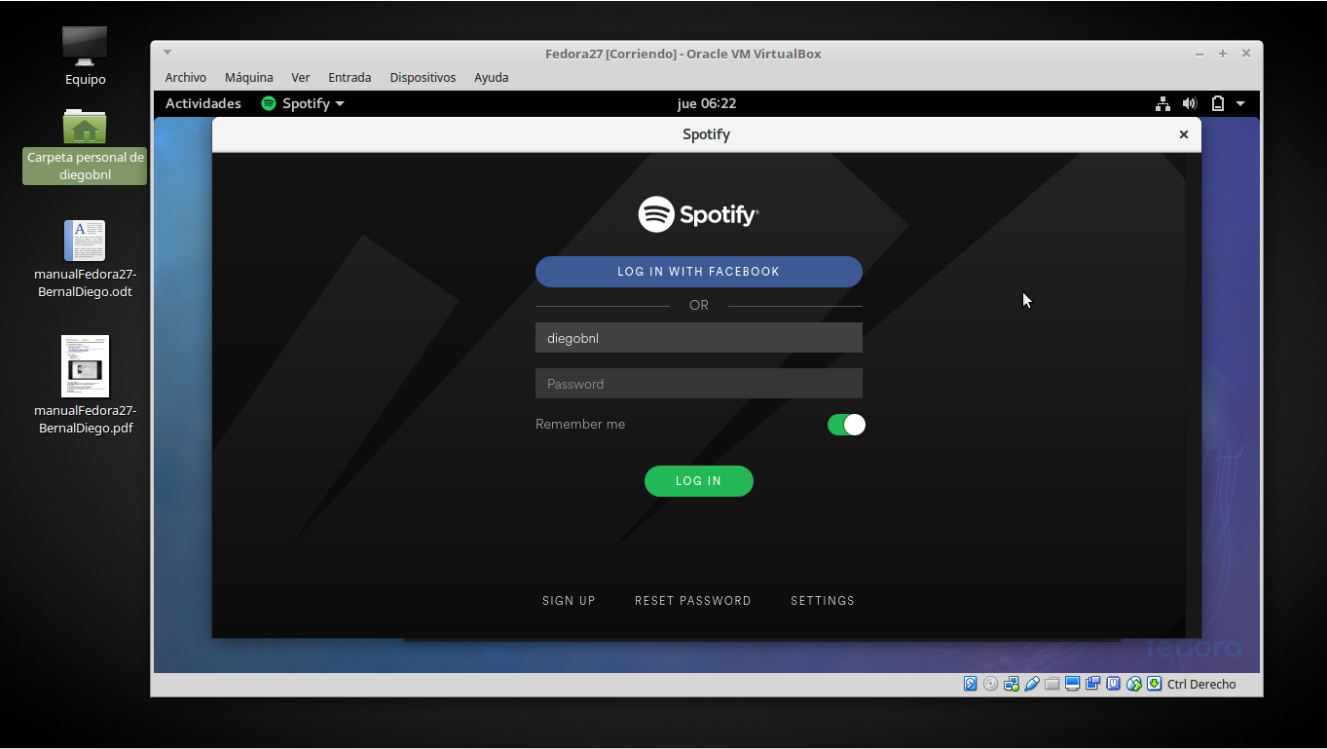 Equipo
Carpeta personal de
diegobnl
manualFedora27-
BernalDiego.odt
manualFedora27-
BernalDiego.pdf
Fedora27 [Corriendo] - Oracle VM VirtualBox
Archivo Máquina Ver Entrada Dispositivos Ayuda
Actividades Spotify jue 06:22
Spotify
Spotify
LOG IN WITH FACEBOOK
OR
diegobnl
Password
Remember me
LOG IN
SIGN UP RESET PASSWORD SETTINGS
fedora
Ctrl Derecho